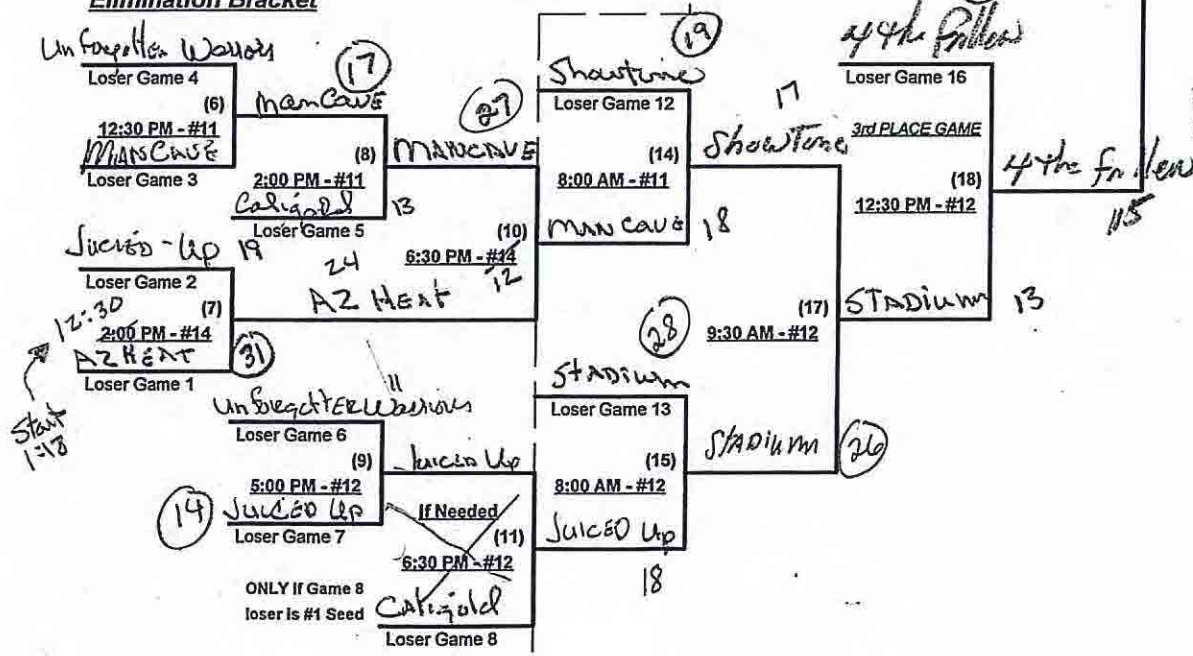 Elimination Bracket
Unforgotten Warriors
Loser Game 4
(6)
12:30 PM - #11
MANCAVE
Loser Game 3
(17)
MANCAVE
(8)
2:00 PM - #11
Caligold
Loser Game 5
13
(27)
MANCAVE
(10)
6:30 PM - #14
12
Juiced-Up 19
Loser Game 2
(7)
12:30
2:00 PM - #14
AZ HEAT
(31)
Loser Game 1
Start
1:18
24
AZ HEAT
Unforgotten Warriors
11
Loser Game 6
(9)
5:00 PM - #12
(14)
Juiced Up
Loser Game 7
Juiced Up
If Needed
(11)
6:30 PM - #12
ONLY If Game 8
loser is #1 Seed
Caligold
Loser Game 8
(19)
Showtime
Loser Game 12
(14)
8:00 AM - #11
MAN CAVE 18
17
ShowTime
(28)
STADIUM
Loser Game 13
(15)
8:00 AM - #12
Juiced Up
18
(17)
9:30 AM - #12
STADIUM
(26)
4 the Fallen
Loser Game 16
3rd PLACE GAME
(18)
12:30 PM - #12
STADIUM 13
4 the Fallen
15